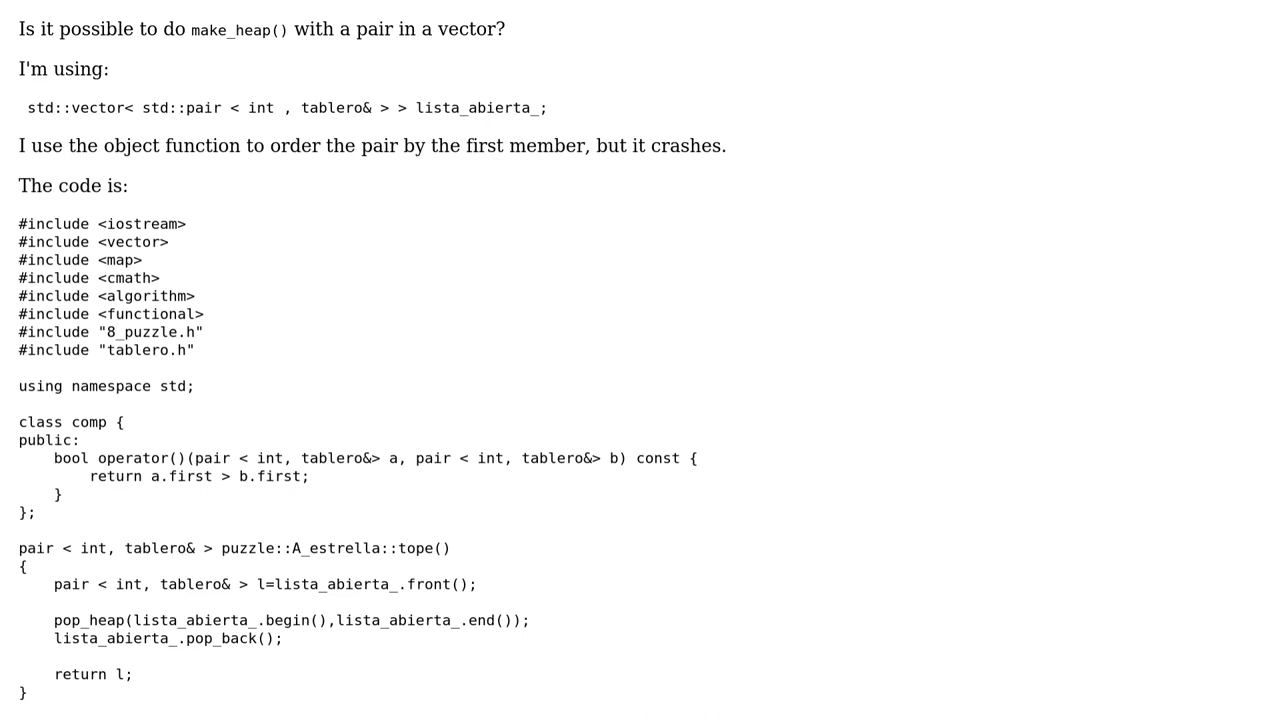 Is it possible to do make_heap() with a pair in a vector?
I'm using:
std::vector< std::pair < int , tablero& > > lista_abierta_;
I use the object function to order the pair by the first member, but it crashes.
The code is:
#include <iostream>
#include <vector>
#include <map>
#include <cmath>
#include <algorithm>
#include <functional>
#include "8_puzzle.h"
#include "tablero.h"
using namespace std;
class comp {
public:
    bool operator()(pair < int, tablero&> a, pair < int, tablero&> b) const {
        return a.first > b.first;
    }
};
pair < int, tablero& > puzzle::A_estrella::tope()
{
    pair < int, tablero& > l=lista_abierta_.front();
    pop_heap(lista_abierta_.begin(),lista_abierta_.end());
    lista_abierta_.pop_back();
    return l;
}